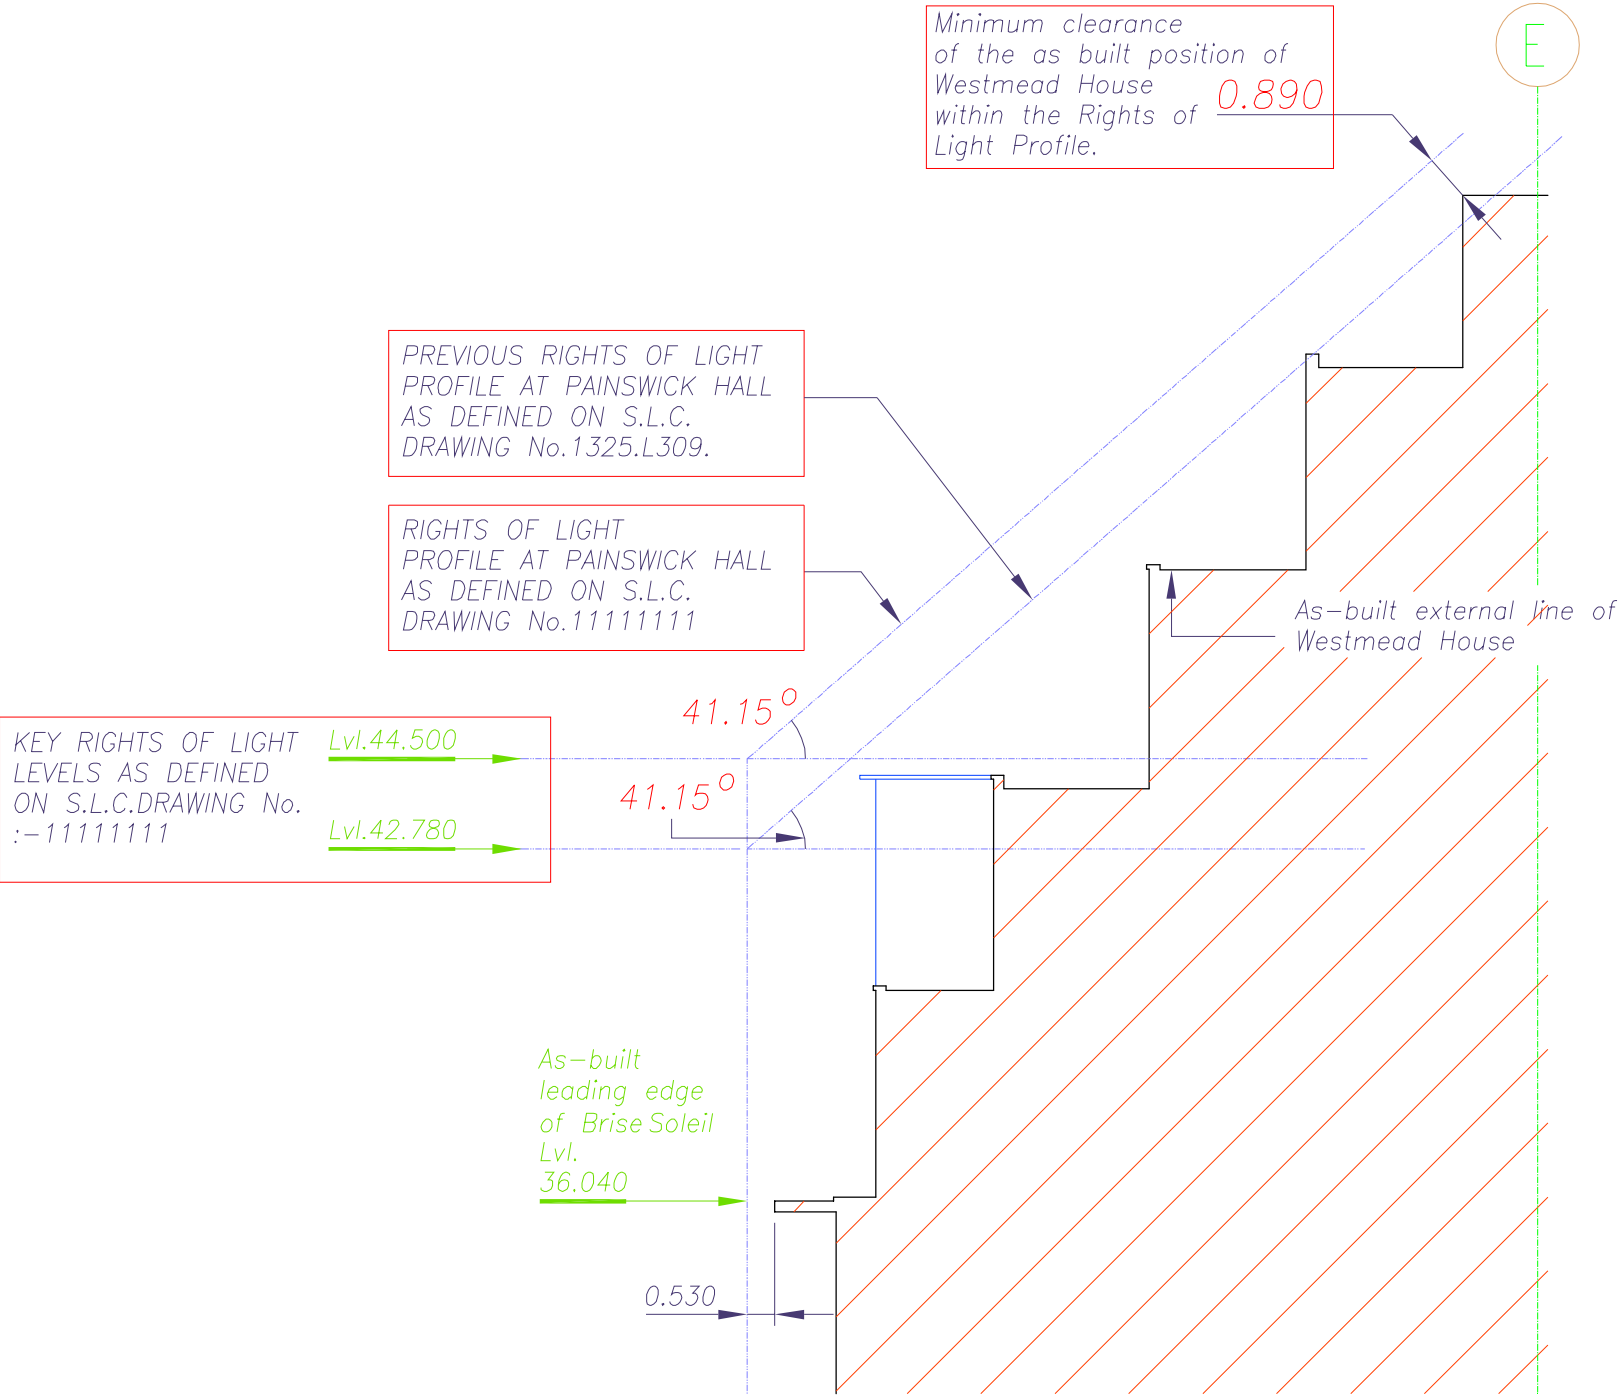 Minimum clearance
of the as built position of
Westmead House
within the Rights of
Light Profile.
0.890
E
PREVIOUS RIGHTS OF LIGHT
PROFILE AT PAINSWICK HALL
AS DEFINED ON S.L.C.
DRAWING No.1325.L309.
RIGHTS OF LIGHT
PROFILE AT PAINSWICK HALL
AS DEFINED ON S.L.C.
DRAWING No.11111111
As-built external line of
Westmead House
41.15°
41.15°
KEY RIGHTS OF LIGHT
LEVELS AS DEFINED
ON S.L.C.DRAWING No.
:-11111111
Lvl.44.500
Lvl.42.780
As-built
leading edge
of Brise Soleil
Lvl.
36.040
0.530